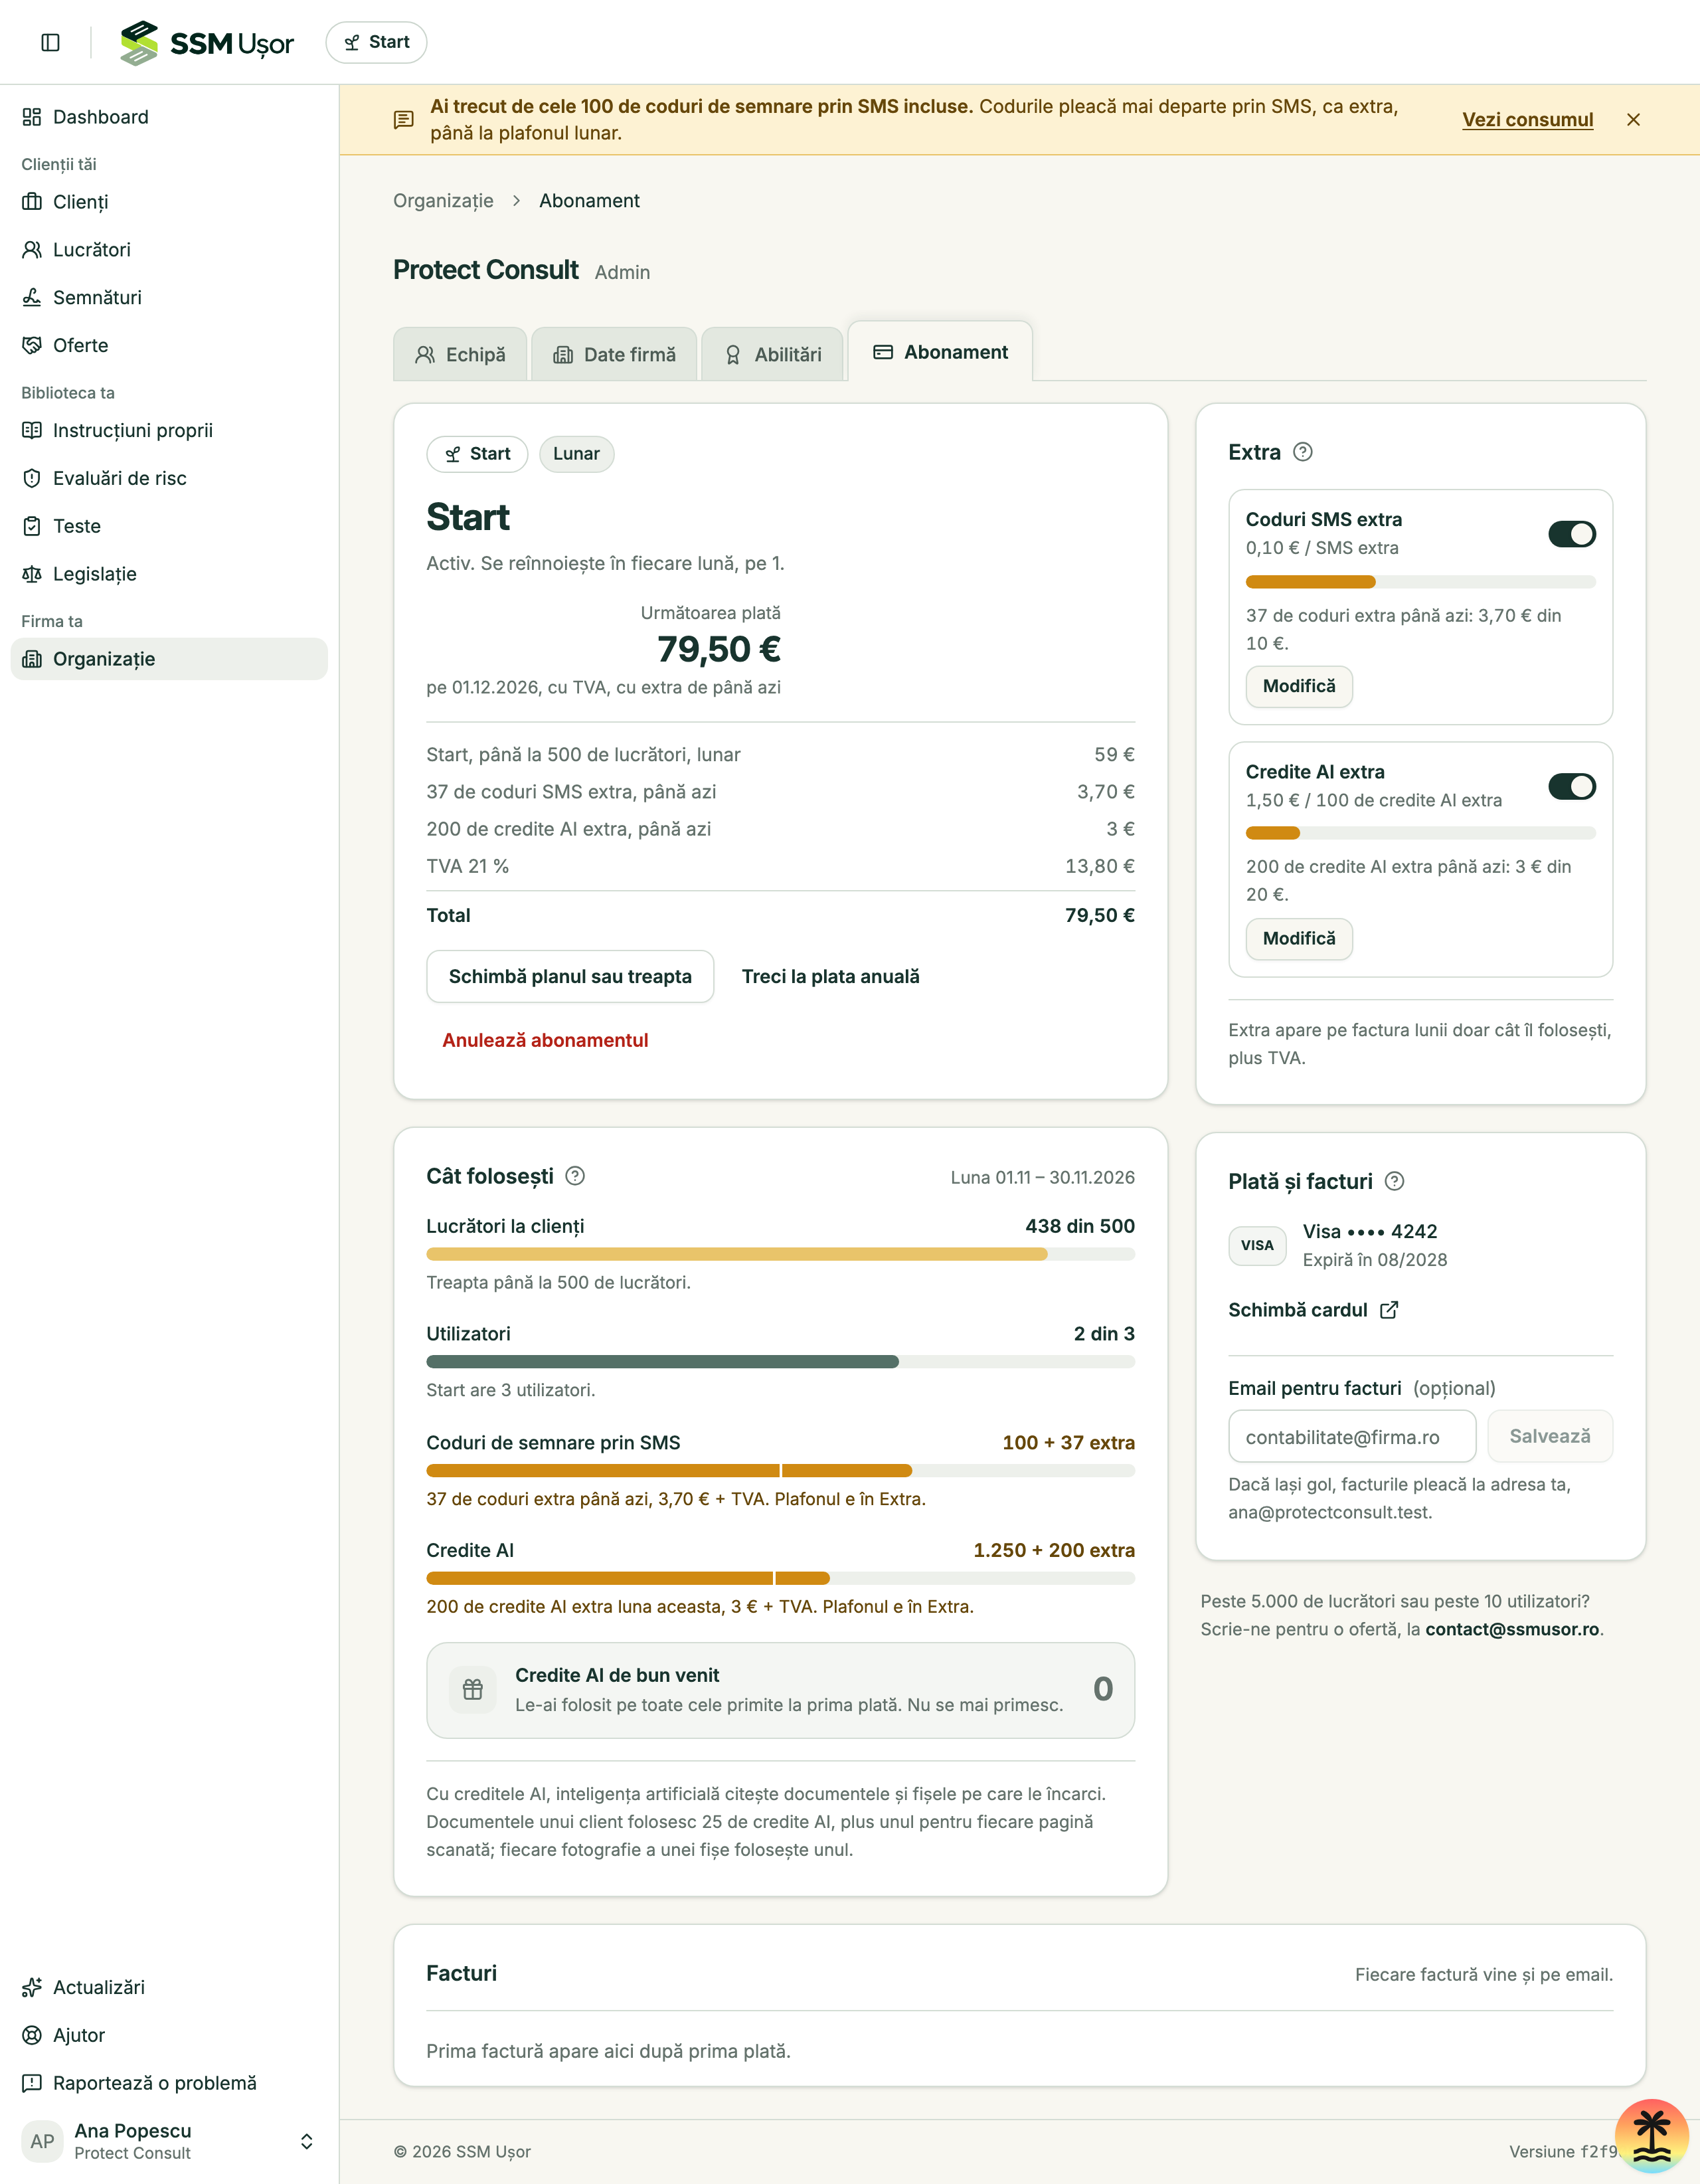 SSM Ușor
Start
Dashboard
Clienții tăi
Clienți
Lucrători
Semnături
Oferte
Biblioteca ta
Instrucțiuni proprii
Evaluări de risc
Teste
Legislație
Firma ta
Organizație
Actualizări
Ajutor
Raportează o problemă
AP
Ana Popescu
Protect Consult
Ai trecut de cele 100 de coduri de semnare prin SMS incluse. Codurile pleacă mai departe prin SMS, ca extra,
până la plafonul lunar.
Vezi consumul
Organizație > Abonament
Protect Consult Admin
Echipă
Date firmă
Abilitări
Abonament
Start
Lunar
Start
Activ. Se reînnoiește în fiecare lună, pe 1.
Următoarea plată
79,50 €
pe 01.12.2026, cu TVA, cu extra de până azi
Start, până la 500 de lucrători, lunar 59 €
37 de coduri SMS extra, până azi 3,70 €
200 de credite AI extra, până azi 3 €
TVA 21 % 13,80 €
Total 79,50 €
Schimbă planul sau treapta
Treci la plata anuală
Anulează abonamentul
Extra
Coduri SMS extra
0,10 € / SMS extra
37 de coduri extra până azi: 3,70 € din
10 €.
Modifică
Credite AI extra
1,50 € / 100 de credite AI extra
200 de credite AI extra până azi: 3 € din
20 €.
Modifică
Extra apare pe factura lunii doar cât îl folosești,
plus TVA.
Cât folosești
Luna 01.11 – 30.11.2026
Lucrători la clienți 438 din 500
Treapta până la 500 de lucrători.
Utilizatori 2 din 3
Start are 3 utilizatori.
Coduri de semnare prin SMS 100 + 37 extra
37 de coduri extra până azi, 3,70 € + TVA. Plafonul e în Extra.
Credite AI 1.250 + 200 extra
200 de credite AI extra luna aceasta, 3 € + TVA. Plafonul e în Extra.
Credite AI de bun venit
Le-ai folosit pe toate cele primite la prima plată. Nu se mai primesc.
0
Cu creditele AI, inteligența artificială citește documentele și fișele pe care le încarci.
Documentele unui client folosesc 25 de credite AI, plus unul pentru fiecare pagină
scanată; fiecare fotografie a unei fișe folosește unul.
Plată și facturi
VISA
Visa •••• 4242
Expiră în 08/2028
Schimbă cardul
Email pentru facturi (opțional)
contabilitate@firma.ro
Salvează
Dacă lași gol, facturile pleacă la adresa ta,
ana@protectconsult.test.
Peste 5.000 de lucrători sau peste 10 utilizatori?
Scrie-ne pentru o ofertă, la contact@ssmusor.ro.
Facturi
Fiecare factură vine și pe email.
Prima factură apare aici după prima plată.
© 2026 SSM Ușor
Versiune